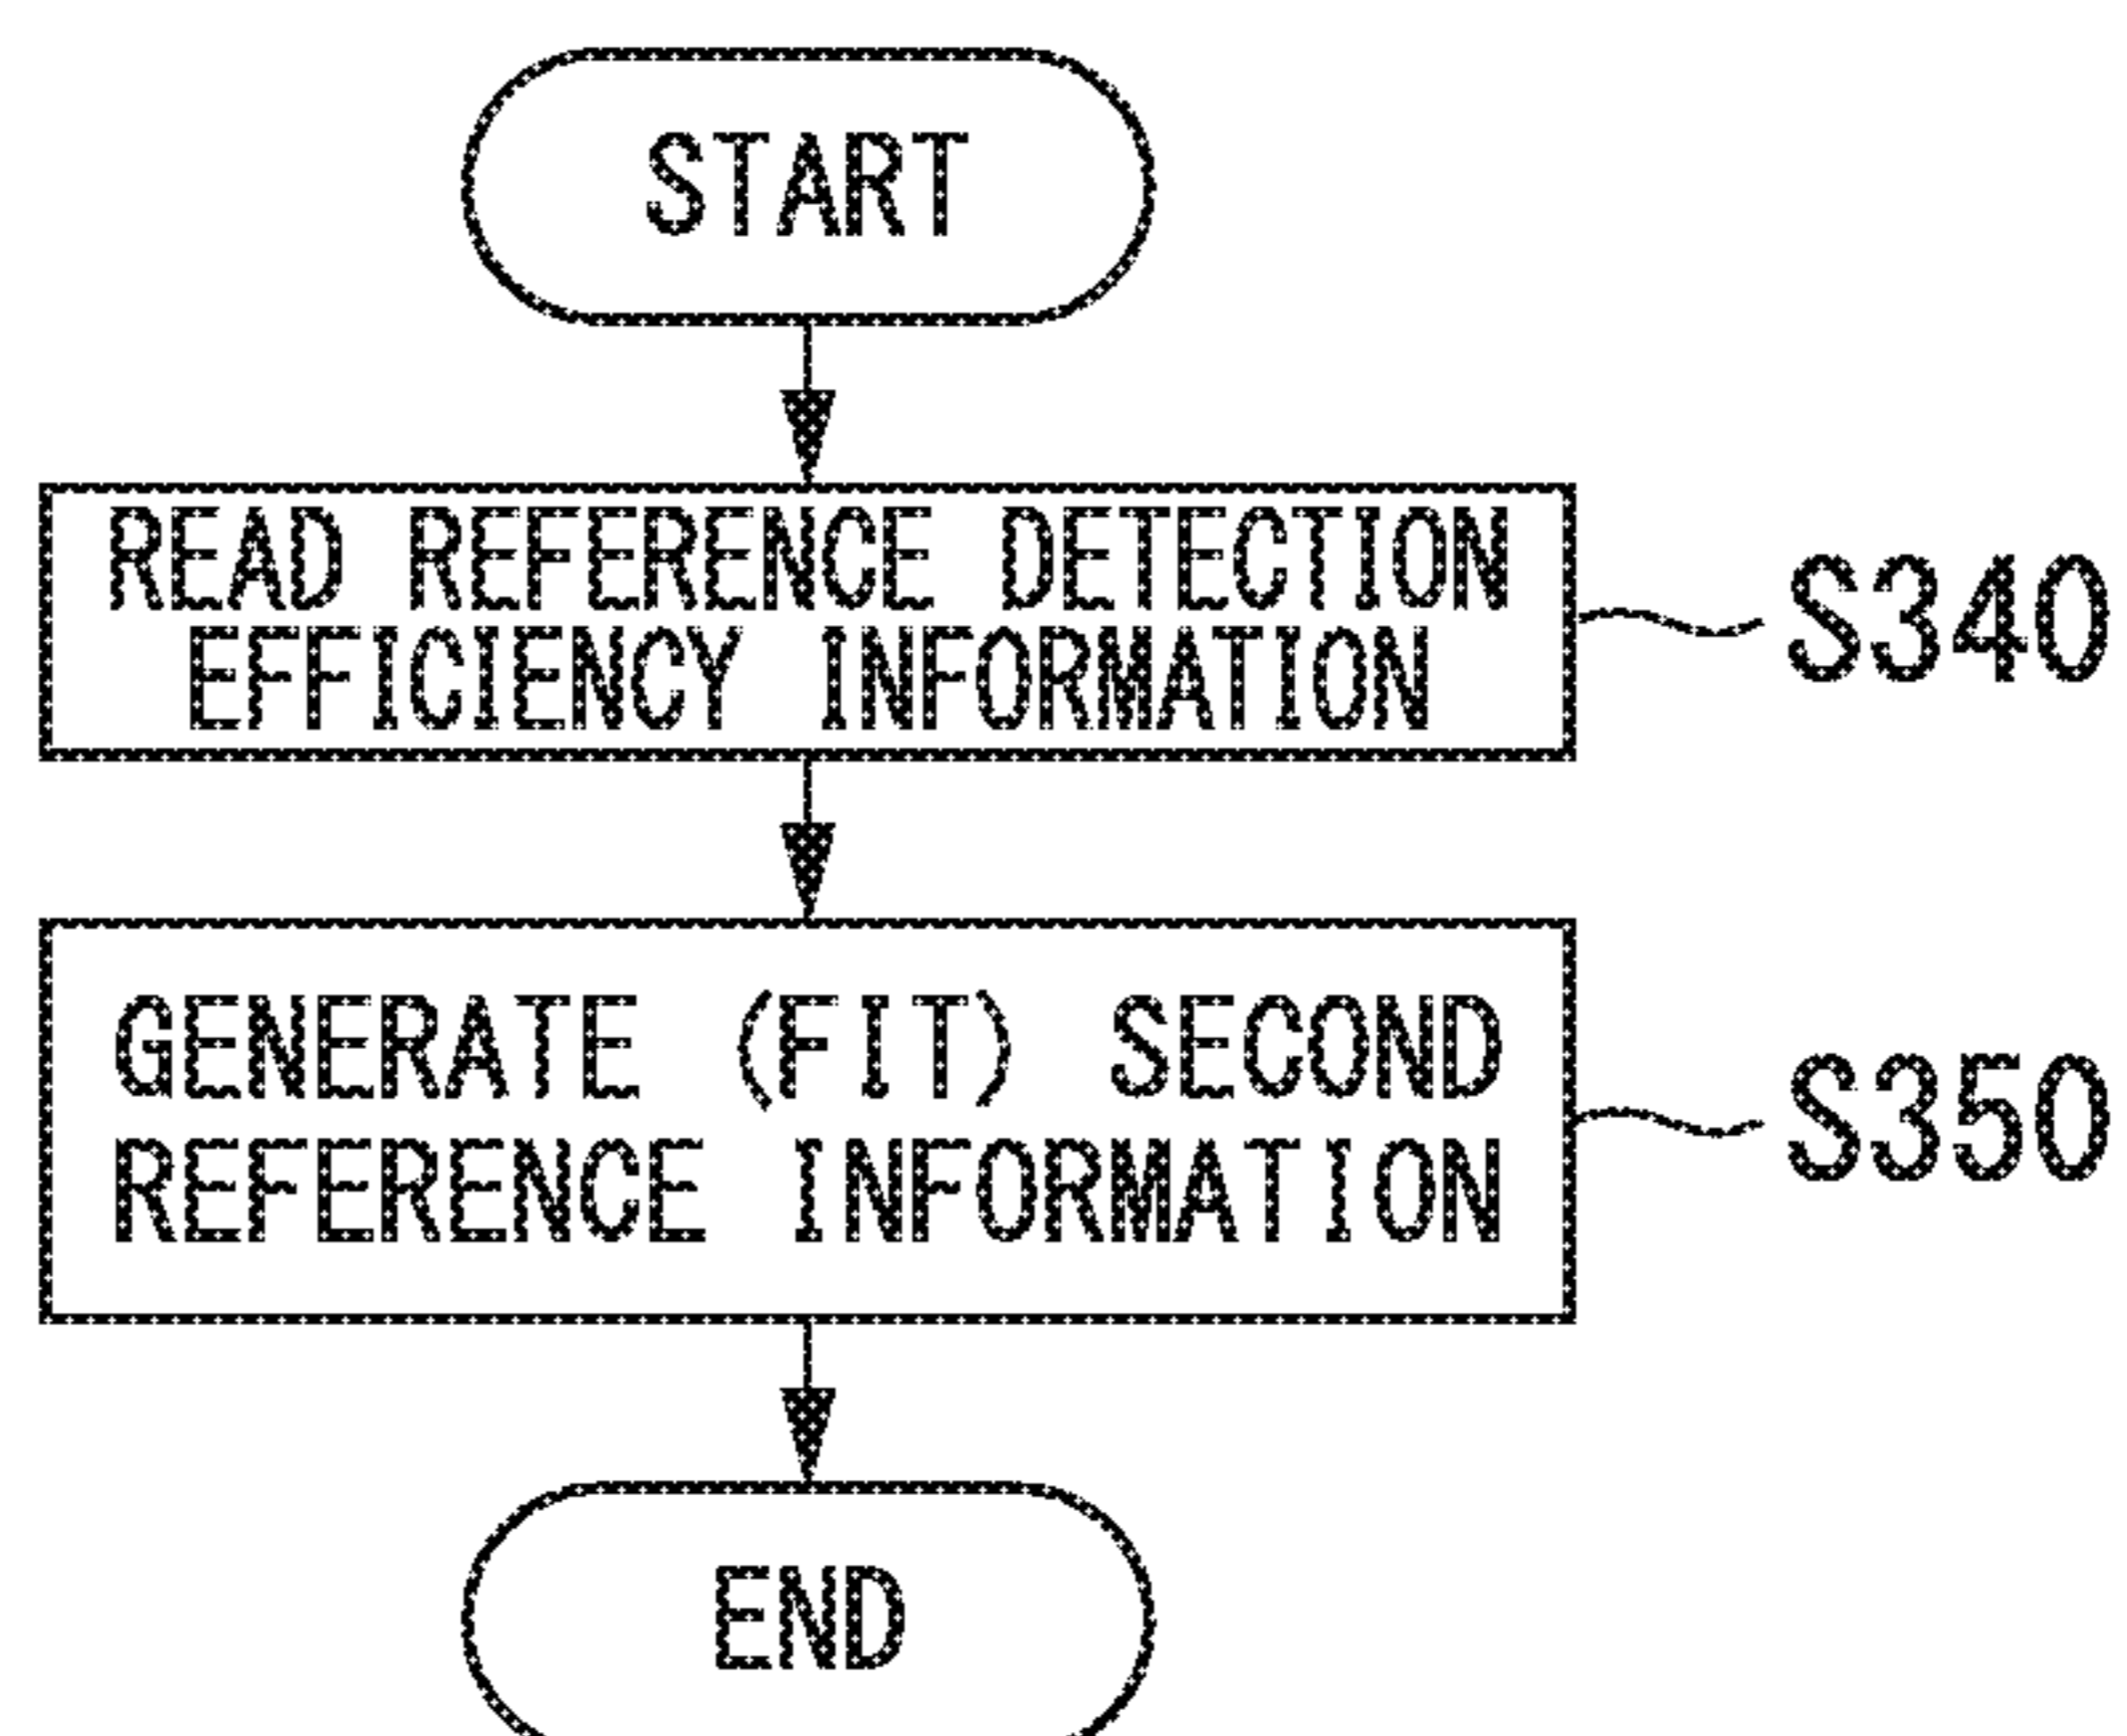 START
READ REFERENCE DETECTION
EFFICIENCY INFORMATION
S340
GENERATE (FIT) SECOND
REFERENCE INFORMATION
S350
END